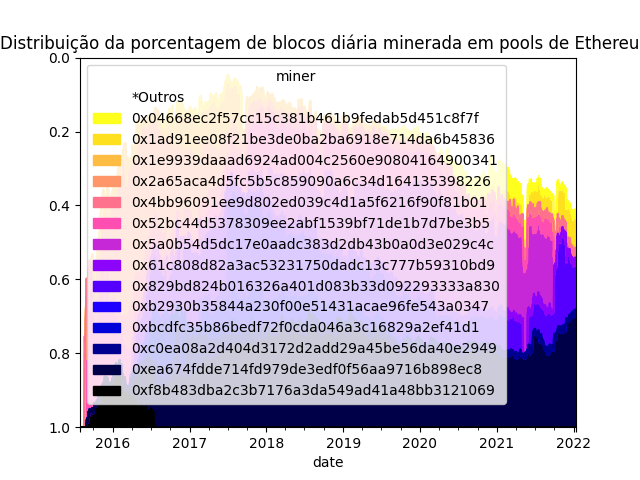 Distribuição da porcentagem de blocos diária minerada em pools de Ethereu
miner
*Outros
0x04668ec2f57cc15c381b461b9fedab5d451c8f7f
0x1ad91ee08f21be3de0ba2ba6918e714da6b45836
0x1e9939daaad6924ad004c2560e90804164900341
0x2a65aca4d5fc5b5c859090a6c34d164135398226
0x4bb96091ee9d802ed039c4d1a5f6216f90f81b01
0x52bc44d5378309ee2abf1539bf71de1b7d7be3b5
0x5a0b54d5dc17e0aadc383d2db43b0a0d3e029c4c
0x61c808d82a3ac53231750dadc13c777b59310bd9
0x829bd824b016326a401d083b33d092293333a830
0xb2930b35844a230f00e51431acae96fe543a0347
0xbcdfc35b86bedf72f0cda046a3c16829a2ef41d1
0xc0ea08a2d404d3172d2add29a45be56da40e2949
0xea674fdde714fd979de3edf0f56aa9716b898ec8
0xf8b483dba2c3b7176a3da549ad41a48bb3121069
0.0
0.2
0.4
0.6
0.8
1.0
2016
2017
2018
2019
2020
2021
2022
date